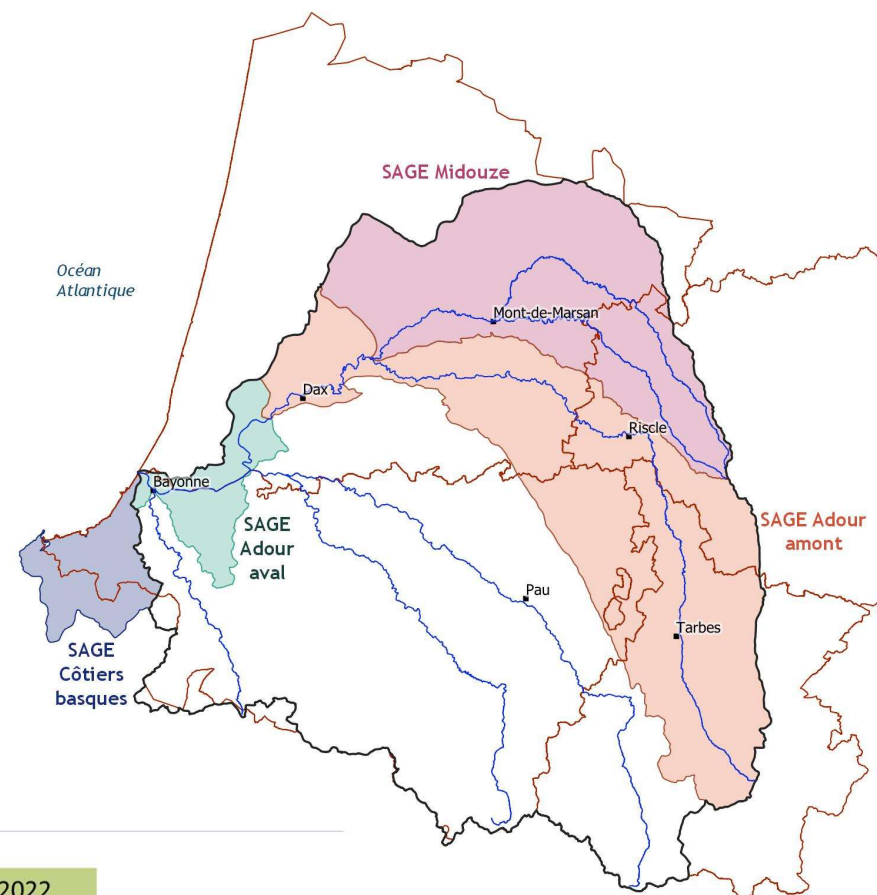 SAGE Midouze
Océan
Atlantique
Mont-de-Marsan
Dax
Riscle
Bayonne
SAGE
Adour
aval
SAGE Adour
amont
Pau
Tarbes
SAGE
Côtiers
basques
2022